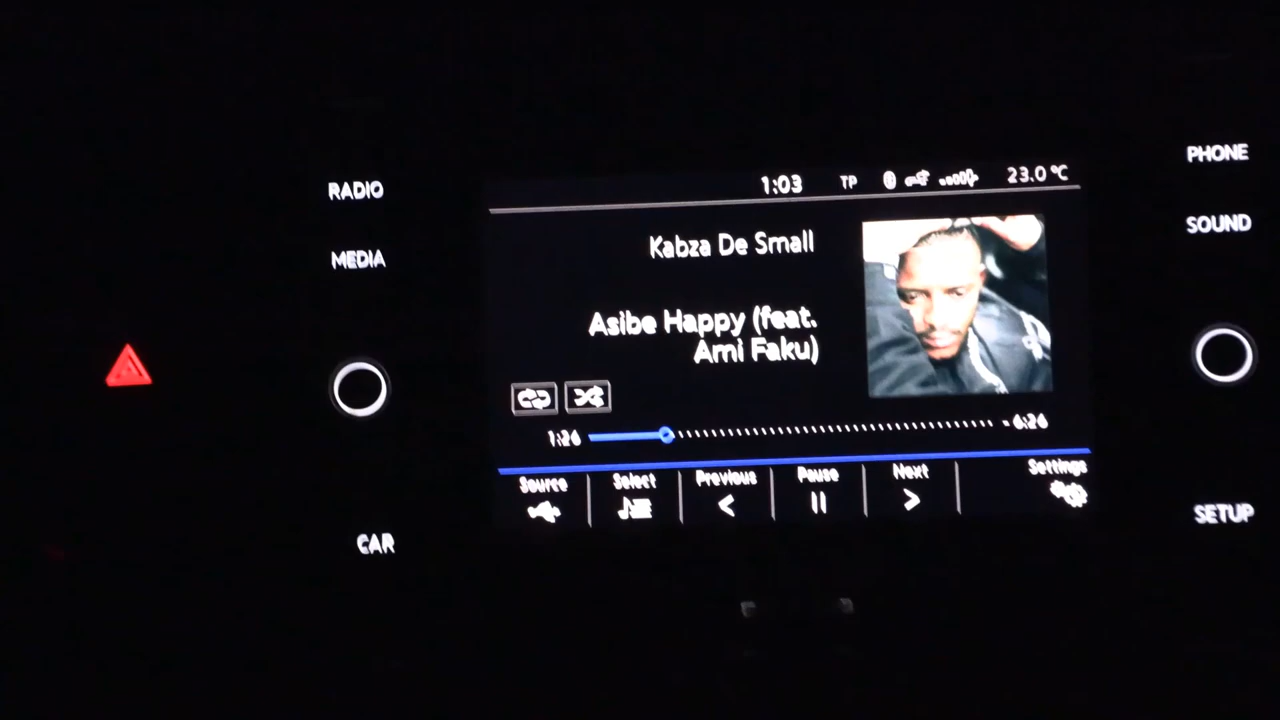 PHONE
RADIO
1:03 TP 23.0 °C
SOUND
MEDIA
Kabza De Small
Asibe Happy (feat.
Ami Faku)
1:26 - 6:26
Source Select Previous Pause Next Settings
SETUP
CAR